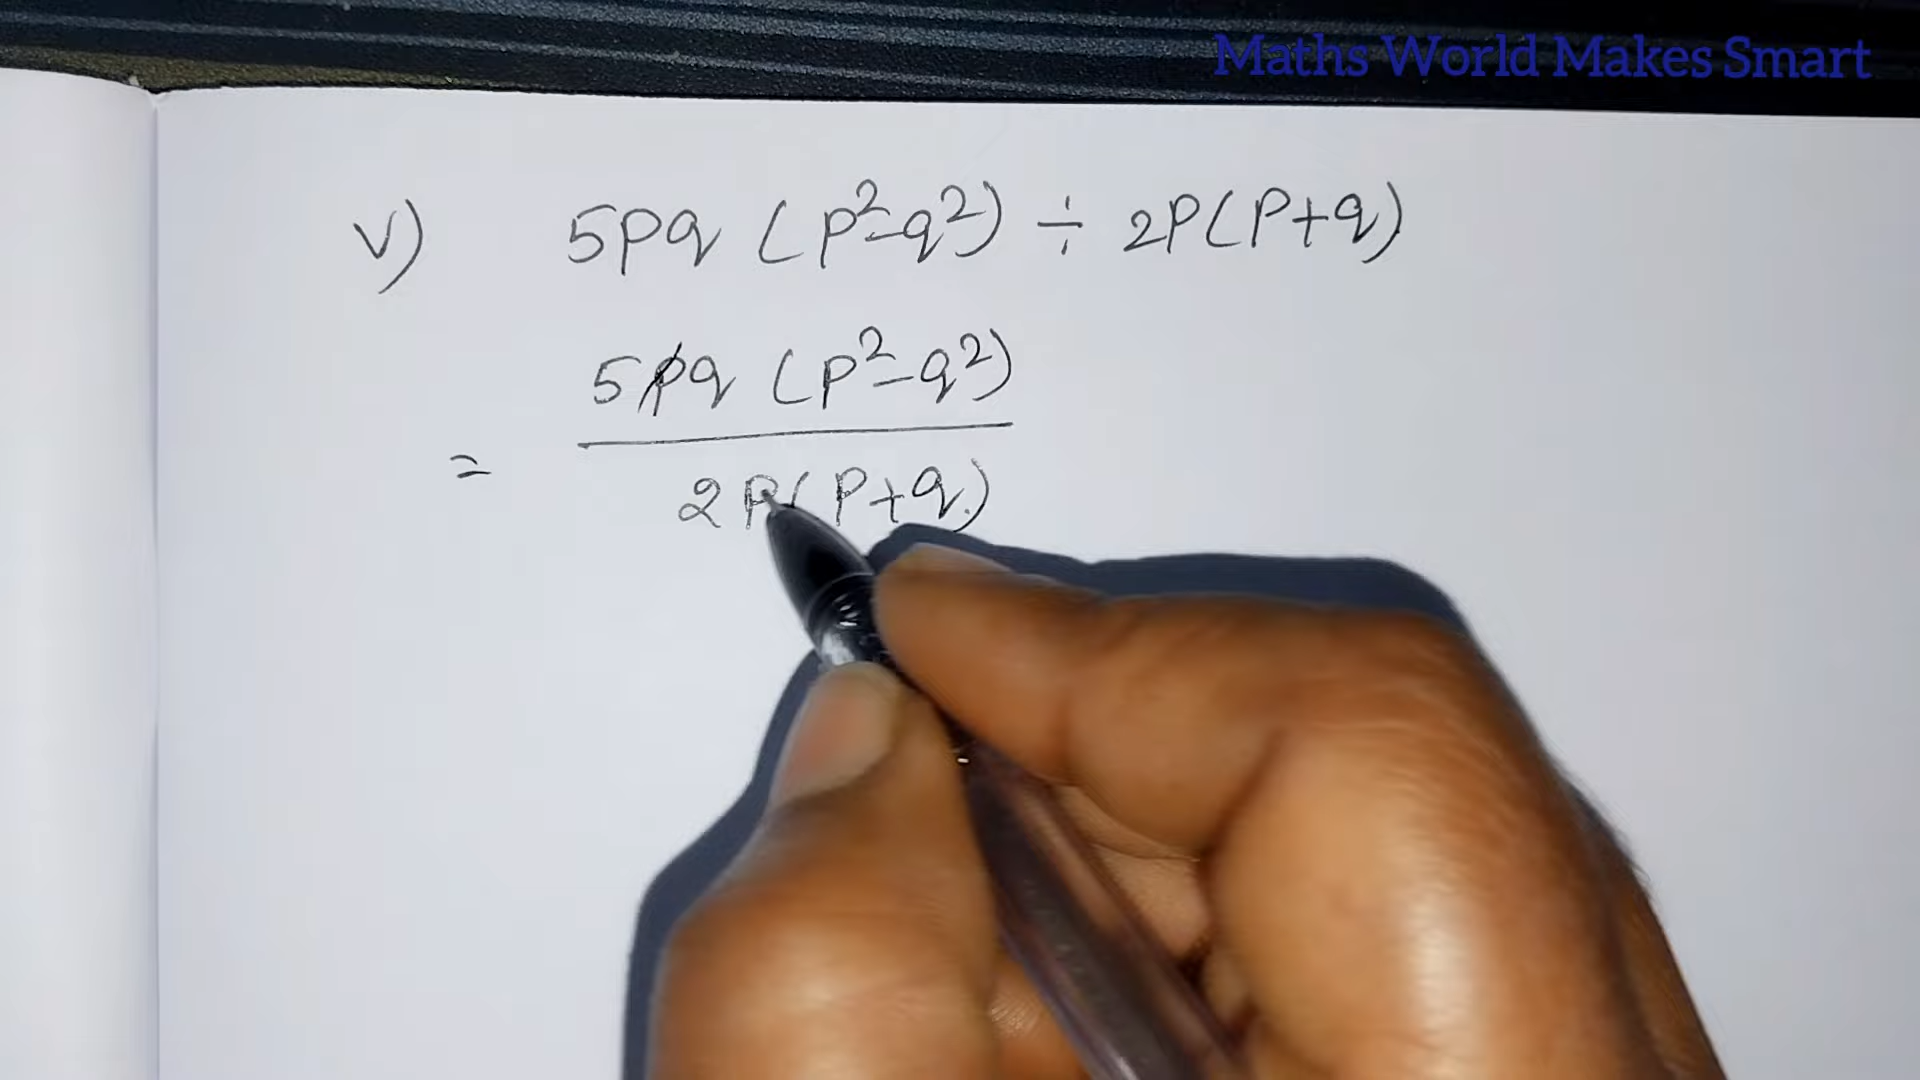 Maths World Makes Smart
v) 5pq (p²-q²) ÷ 2p(p+q)
5pq (p²-q²)
=
2p(p+q)